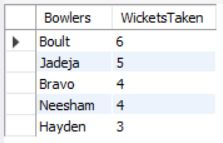 Bowlers WicketsTaken
Boult 6
Jadeja 5
Bravo 4
Neesham 4
Hayden 3